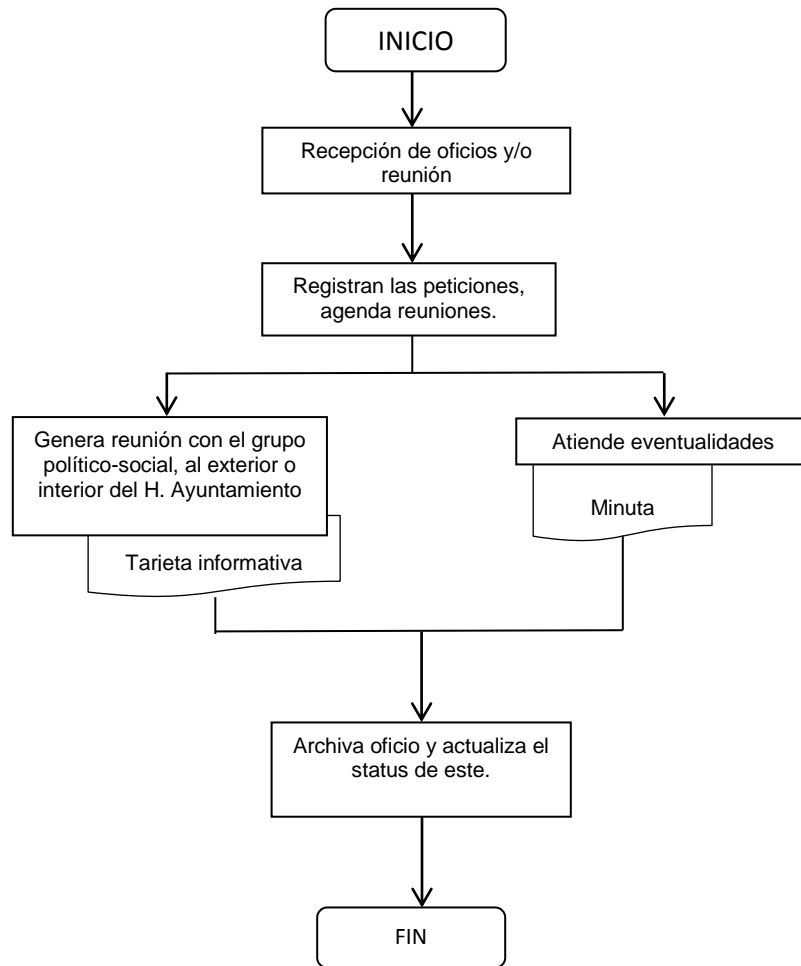 INICIO
Recepción de oficios y/o
reunión
Registran las peticiones,
agenda reuniones.
Genera reunión con el grupo
político-social, al exterior o
interior del H. Ayuntamiento
Tarjeta informativa
Atiende eventualidades
Minuta
Archiva oficio y actualiza el
status de este.
FIN